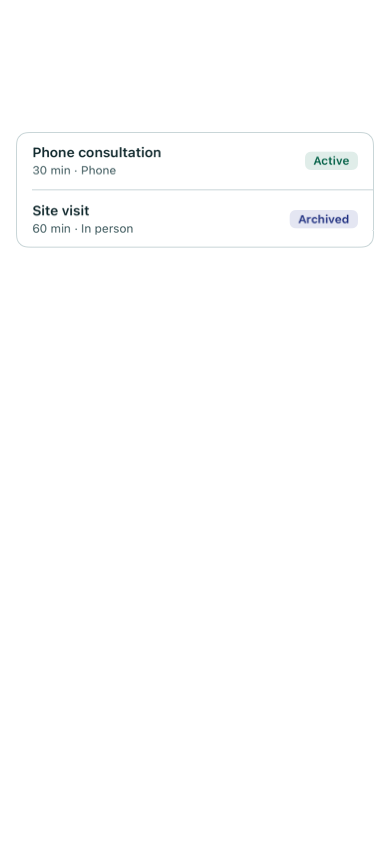 Phone consultation
30 min · Phone
Active
Site visit
60 min · In person
Archived